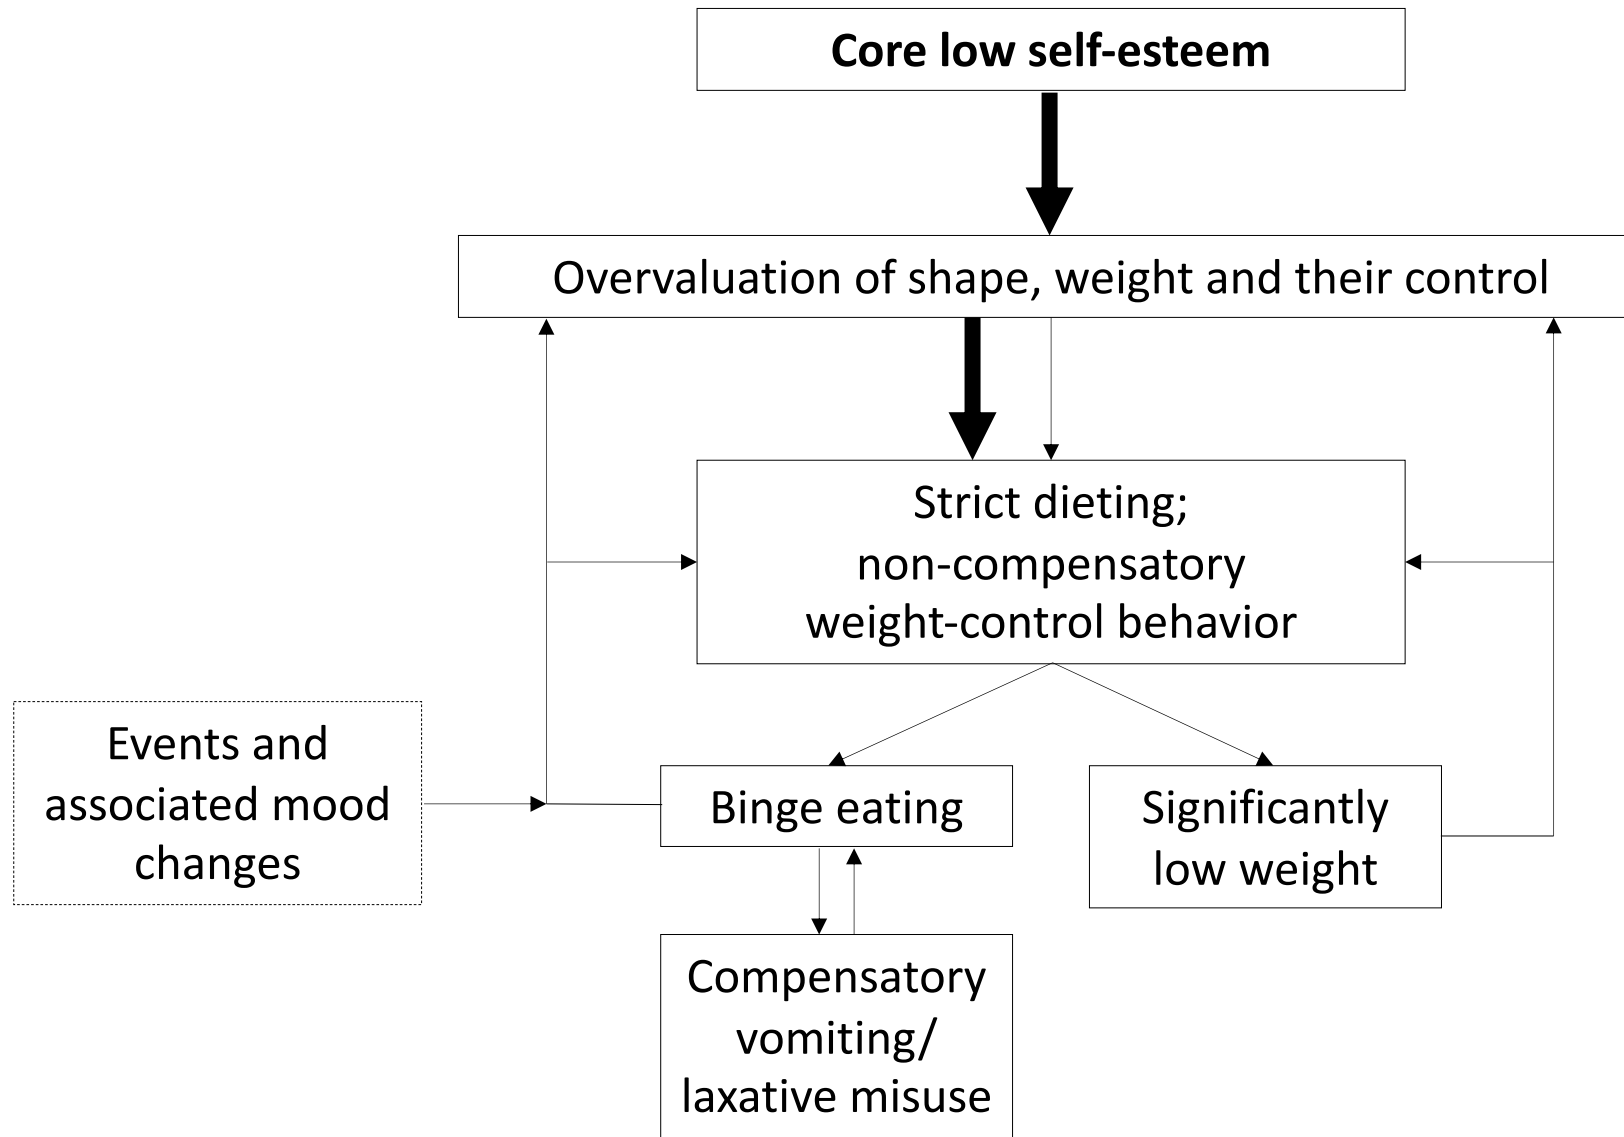 Core low self-esteem
Overvaluation of shape, weight and their control
Strict dieting;
non-compensatory
weight-control behavior
Events and
associated mood
changes
Binge eating
Significantly
low weight
Compensatory
vomiting/
laxative misuse